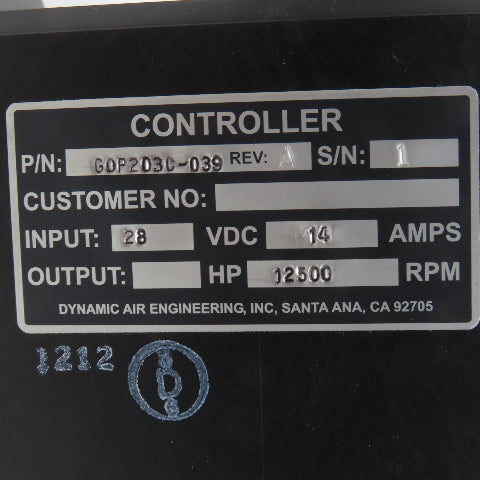 CONTROLLER
P/N: GOP2030-039 REV: A S/N: 1
CUSTOMER NO:
INPUT: 28 VDC 14 AMPS
OUTPUT: HP 12500 RPM
DYNAMIC AIR ENGINEERING, INC, SANTA ANA, CA 92705
1212
D